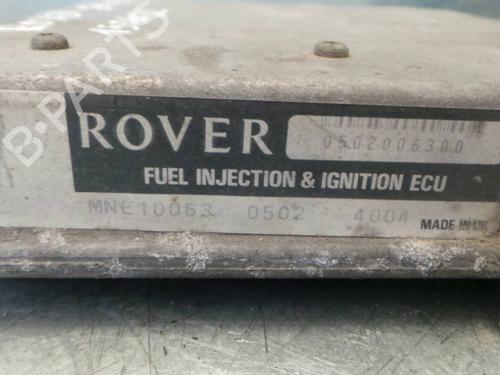 B-PARTS
ROVER
0502006300
FUEL INJECTION & IGNITION ECU
MNE10063 0502 4004 MADE IN UK